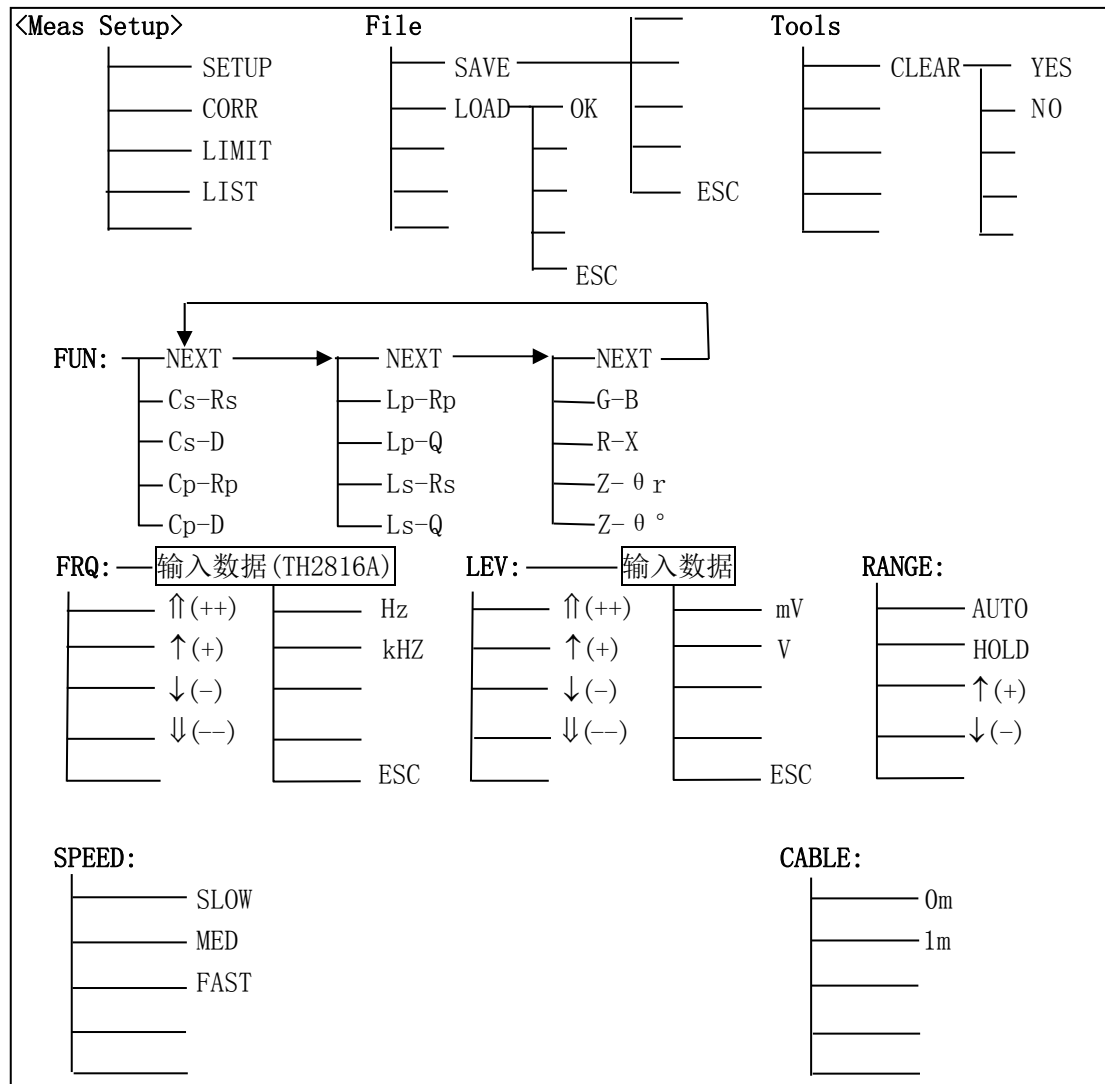 <Meas Setup> File Tools
SETUP SAVE CLEAR YES
CORR LOAD OK NO
LIMIT
LIST ESC
ESC
FUN: NEXT NEXT NEXT
Cs-Rs Lp-Rp G-B
Cs-D Lp-Q R-X
Cp-Rp Ls-Rs Z-θr
Cp-D Ls-Q Z-θ°
FRQ: 输入数据(TH2816A) LEV: 输入数据 RANGE:
⇑(++) Hz ⇑(++) mV AUTO
↑(+) kHZ ↑(+) V HOLD
↓(-) ↓(-) ↑(+)
⇓(--) ⇓(--) ↓(-)
ESC ESC
SPEED: CABLE:
SLOW 0m
MED 1m
FAST